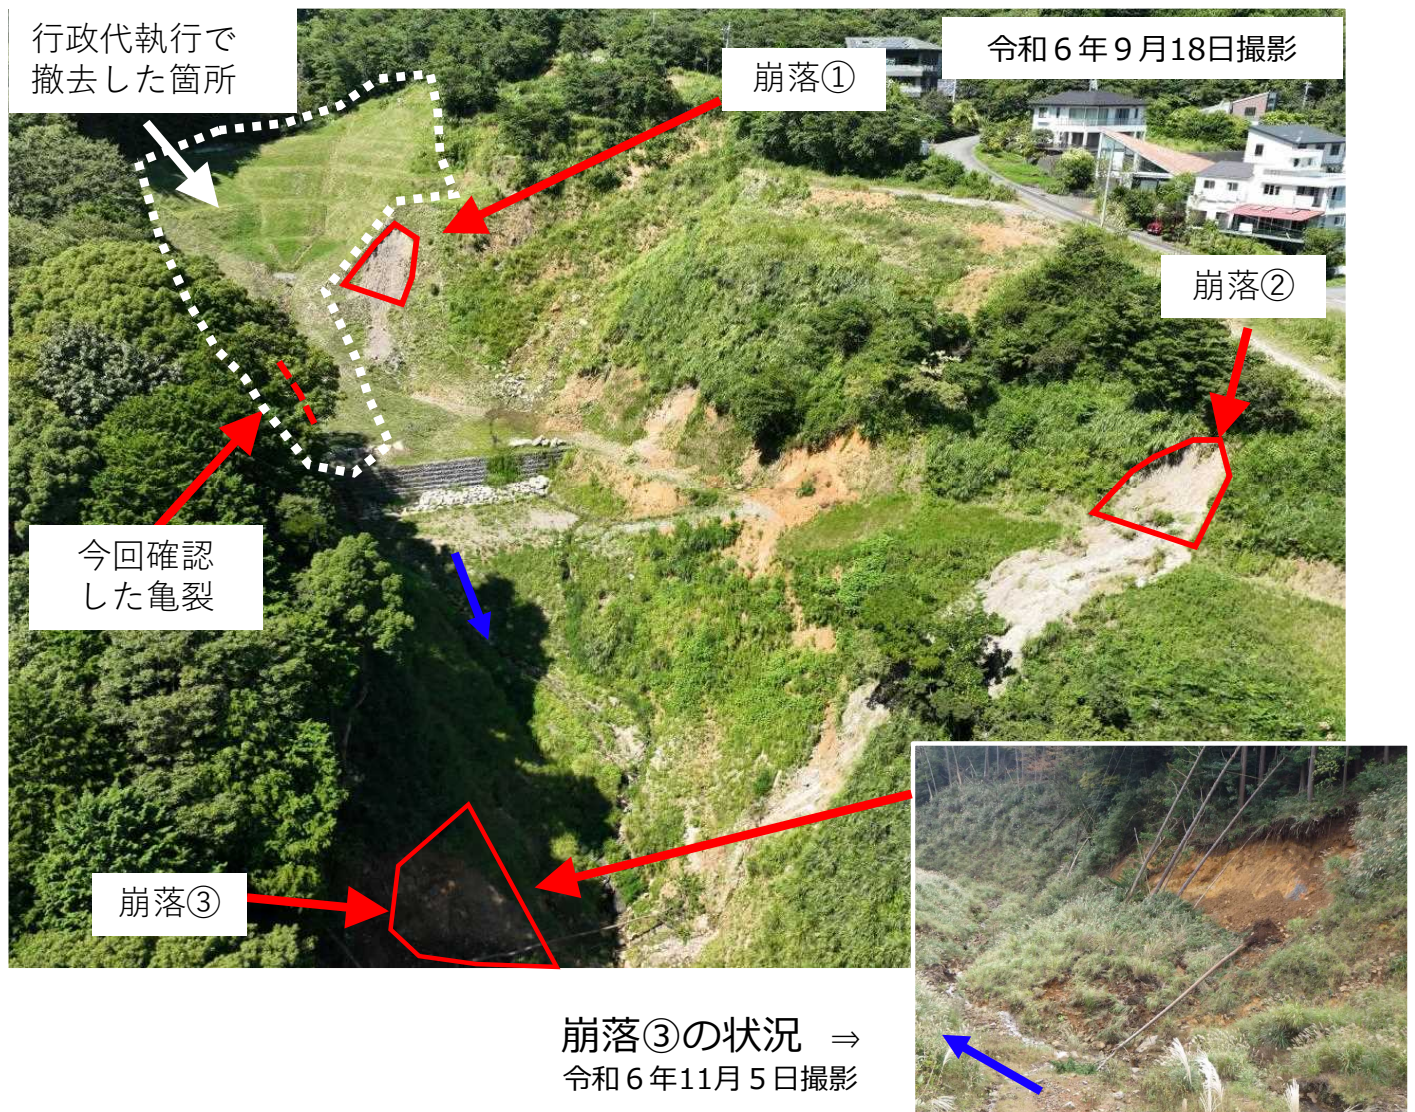 行政代執行で
撤去した箇所
令和６年９月18日撮影
崩落①
崩落②
今回確認
した亀裂
崩落③
崩落③の状況 ⇒
令和６年11月５日撮影